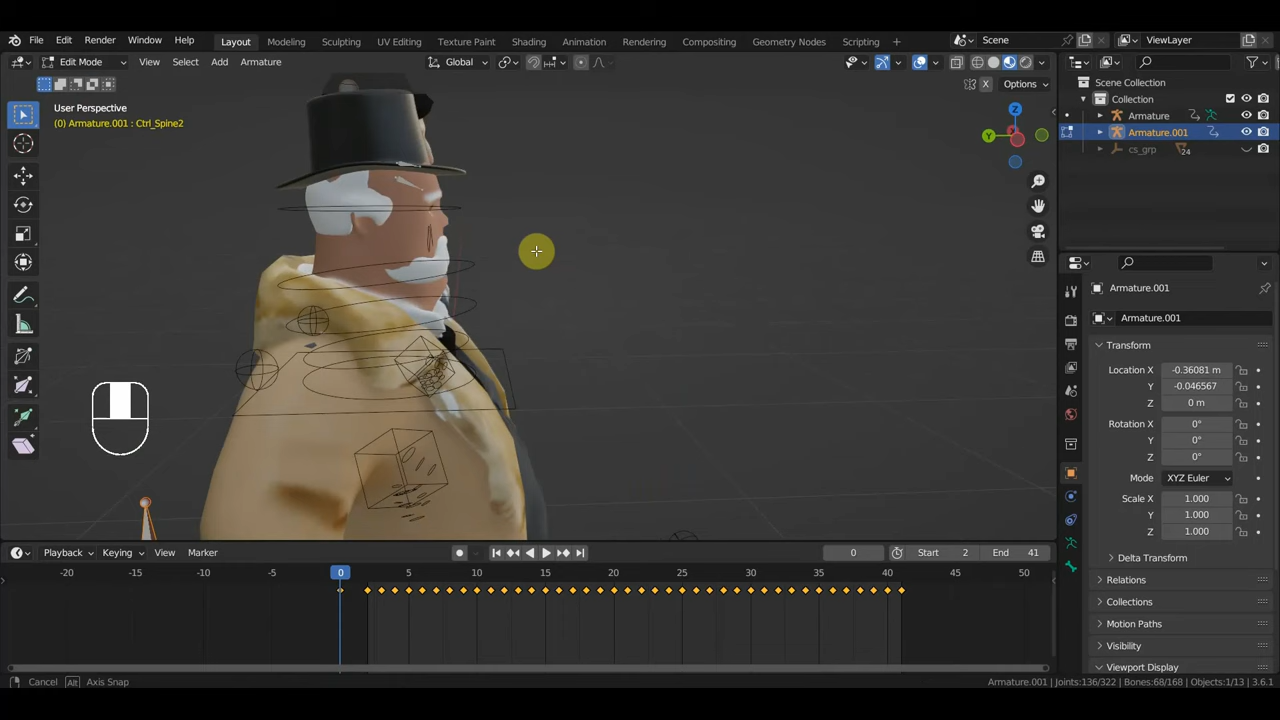 File Edit Render Window Help Layout Modeling Sculpting UV Editing Texture Paint Shading Animation Rendering Compositing Geometry Nodes Scripting + Scene ViewLayer
Edit Mode View Select Add Armature Global X Options
User Perspective
(0) Armature.001 : Ctrl_Spine2
Z
Y
Scene Collection
Collection
Armature
Armature.001
cs_grp 24
Armature.001
Armature.001
Transform
Location X -0.36081 m
Y -0.046567
Z 0 m
Rotation X 0°
Y 0°
Z 0°
Mode XYZ Euler
Scale X 1.000
Y 1.000
Z 1.000
Delta Transform
Relations
Collections
Motion Paths
Visibility
Viewport Display
Playback Keying View Marker 0 Start 2 End 41
-20 -15 -10 -5 0 5 10 15 20 25 30 35 40 45 50
Cancel Alt Axis Snap Armature.001 | Joints:136/322 | Bones:68/168 | Objects:1/13 | 3.6.1